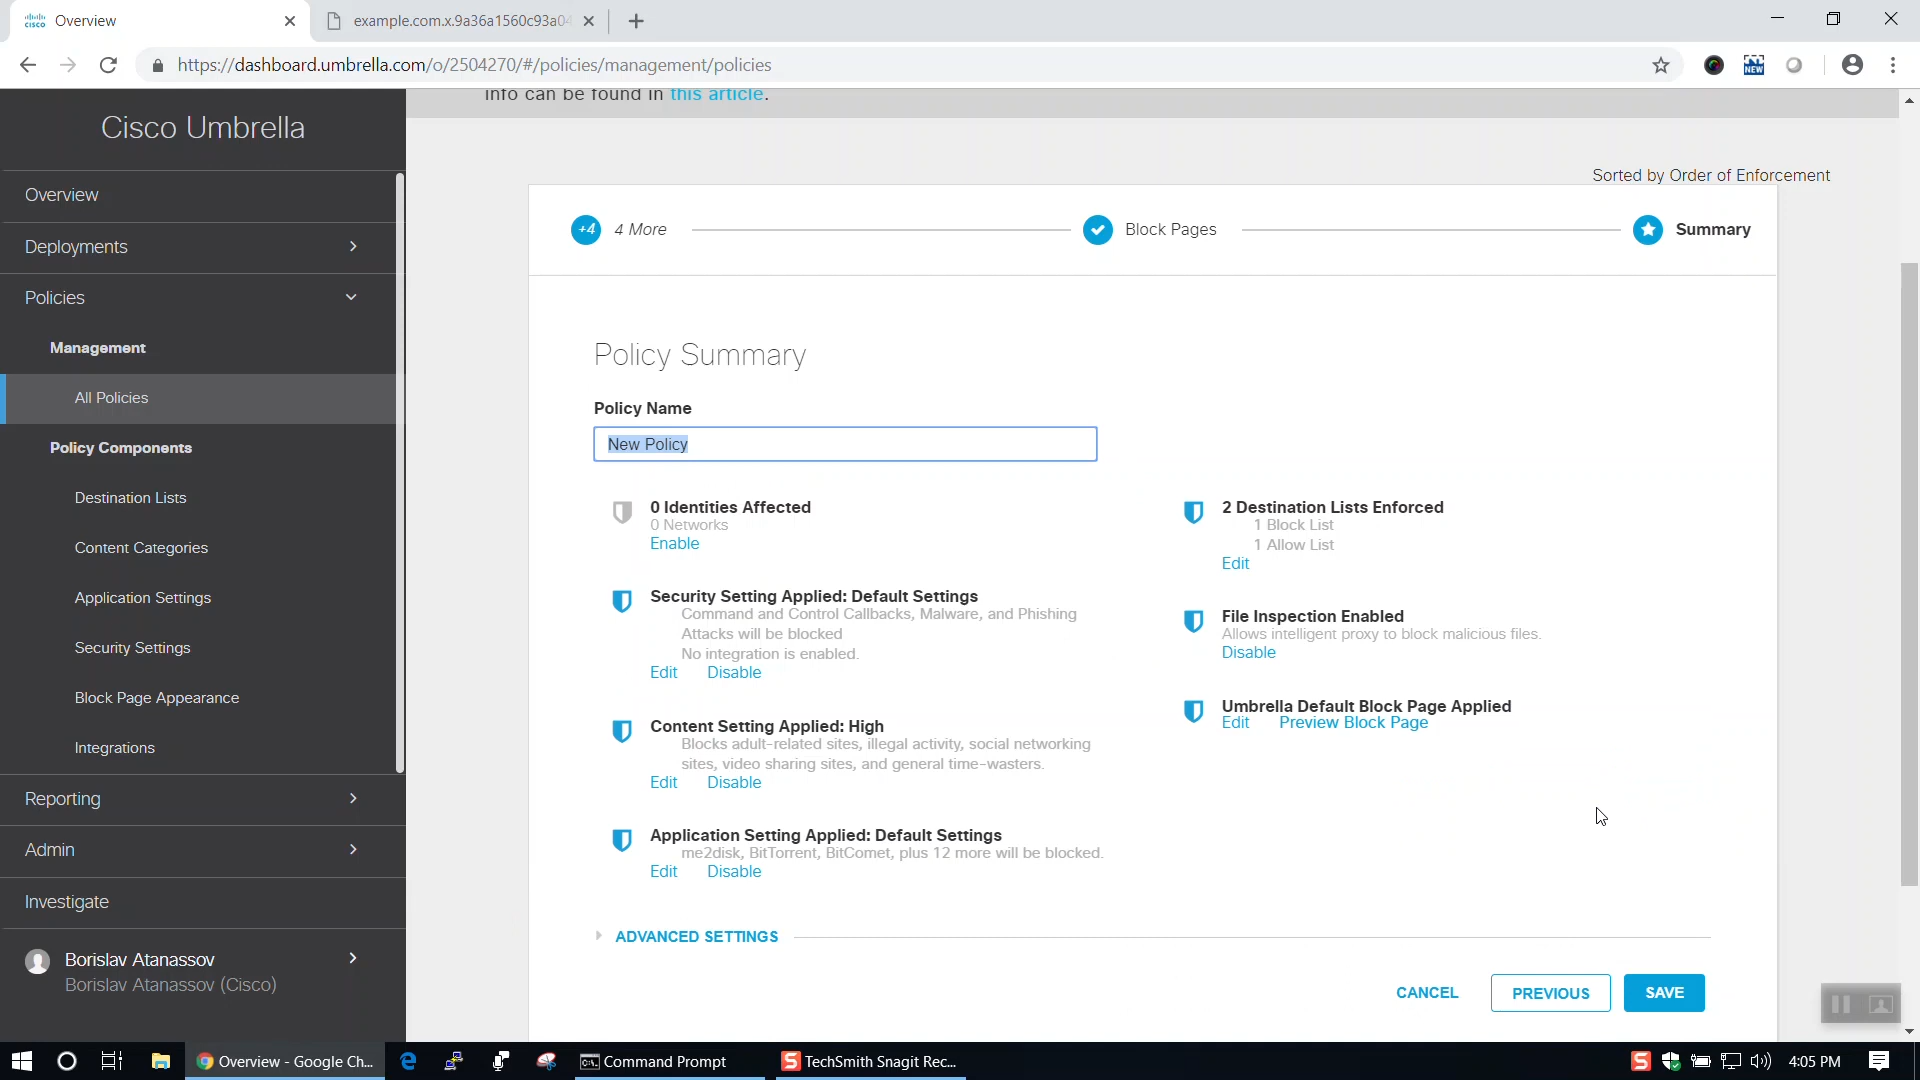 cisco
Overview
example.com.x.9a36a1560c93a04
https://dashboard.umbrella.com/o/2504270/#/policies/management/policies
NEW
Cisco Umbrella
Overview
Deployments
Policies
Management
All Policies
Policy Components
Destination Lists
Content Categories
Application Settings
Security Settings
Block Page Appearance
Integrations
Reporting
Admin
Investigate
Borislav Atanassov
Borislav Atanassov (Cisco)
info can be found in this article.
Sorted by Order of Enforcement
+4 4 More
Block Pages
Summary
Policy Summary
Policy Name
New Policy
0 Identities Affected
0 Networks
Enable
Security Setting Applied: Default Settings
Command and Control Callbacks, Malware, and Phishing
Attacks will be blocked
No integration is enabled.
Edit Disable
Content Setting Applied: High
Blocks adult-related sites, illegal activity, social networking
sites, video sharing sites, and general time-wasters.
Edit Disable
Application Setting Applied: Default Settings
me2disk, BitTorrent, BitComet, plus 12 more will be blocked.
Edit Disable
2 Destination Lists Enforced
1 Block List
1 Allow List
Edit
File Inspection Enabled
Allows intelligent proxy to block malicious files.
Disable
Umbrella Default Block Page Applied
Edit Preview Block Page
ADVANCED SETTINGS
CANCEL PREVIOUS SAVE
Overview - Google Ch...
C:\. Command Prompt
S TechSmith Snagit Rec...
S
4:05 PM